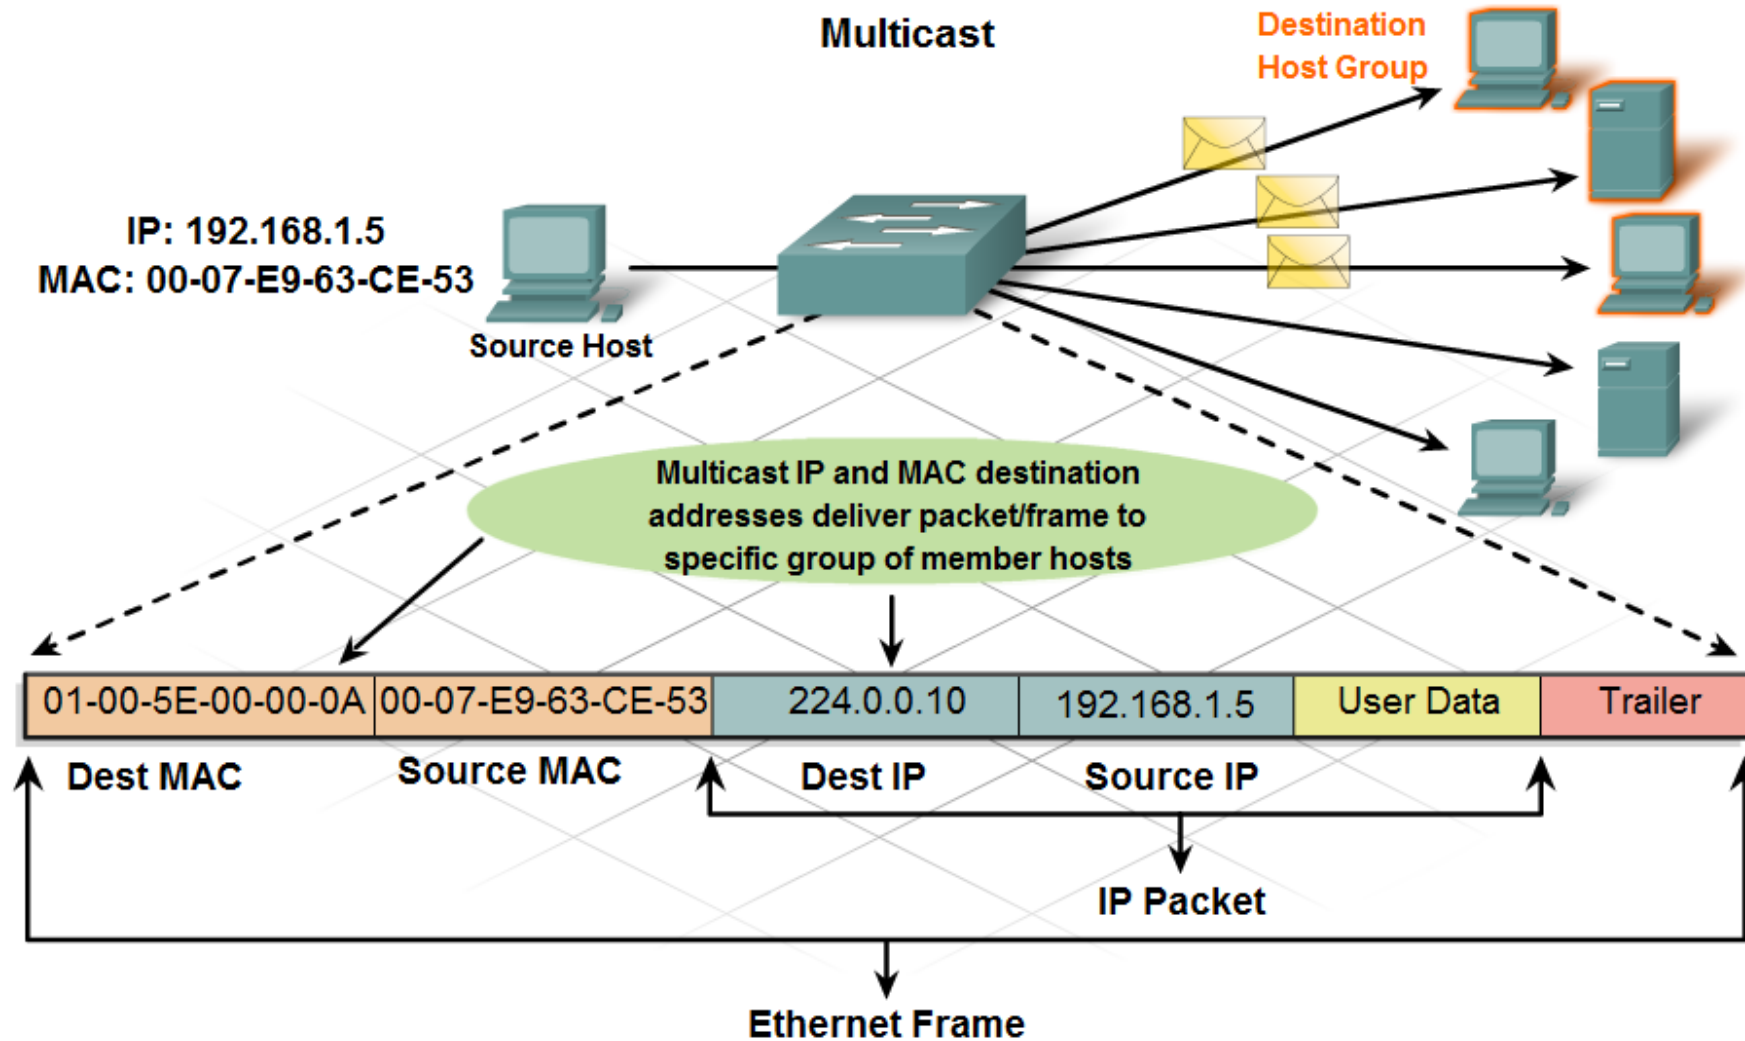 Multicast
Destination
Host Group
IP: 192.168.1.5
MAC: 00-07-E9-63-CE-53
Source Host
Multicast IP and MAC destination
addresses deliver packet/frame to
specific group of member hosts
01-00-5E-00-00-0A 00-07-E9-63-CE-53 224.0.0.10 192.168.1.5 User Data Trailer
Dest MAC Source MAC Dest IP Source IP
IP Packet
Ethernet Frame